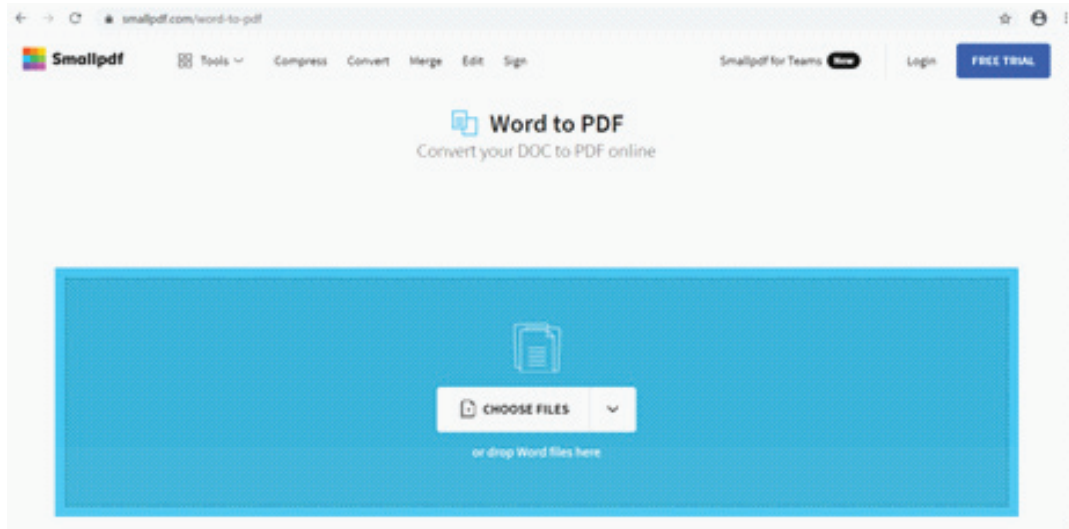 smallpdf.com/word-to-pdf
Smallpdf Tools Compress Convert Merge Edit Sign Smallpdf for Teams New Login FREE TRIAL
Word to PDF
Convert your DOC to PDF online
CHOOSE FILES
or drop Word files here